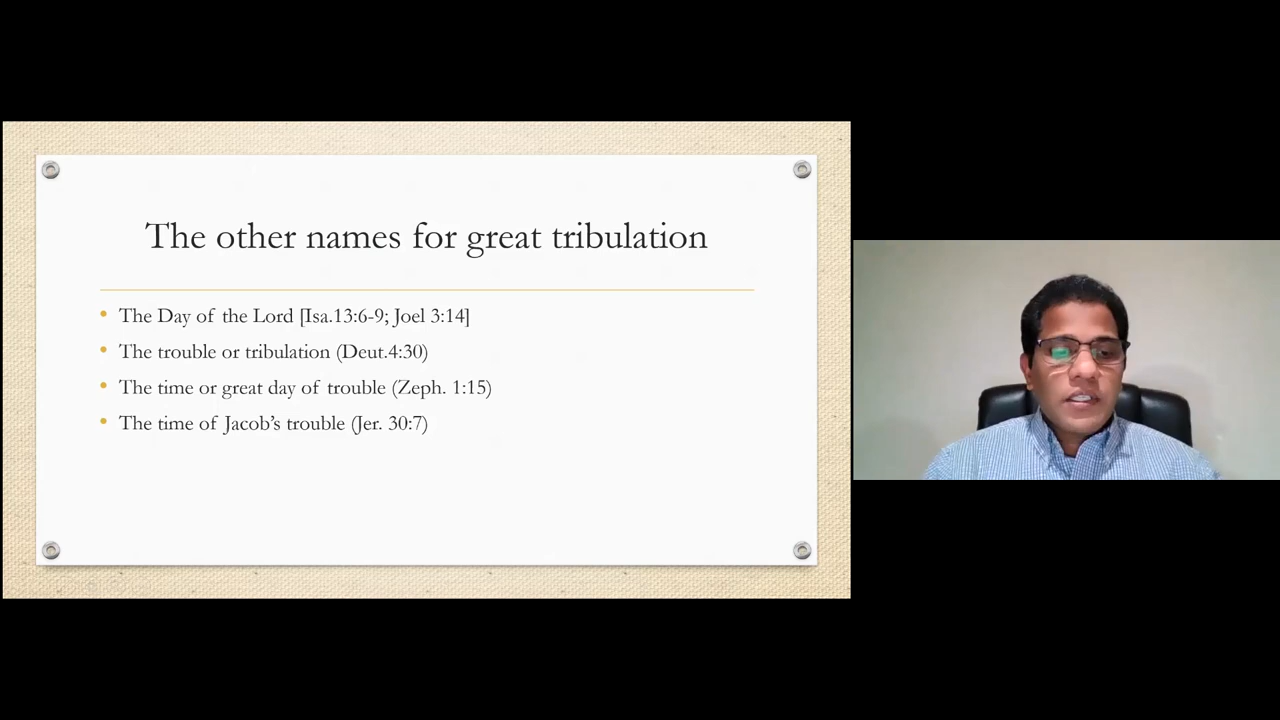 The other names for great tribulation
• The Day of the Lord [Isa.13:6-9; Joel 3:14]
• The trouble or tribulation (Deut.4:30)
• The time or great day of trouble (Zeph. 1:15)
• The time of Jacob’s trouble (Jer. 30:7)